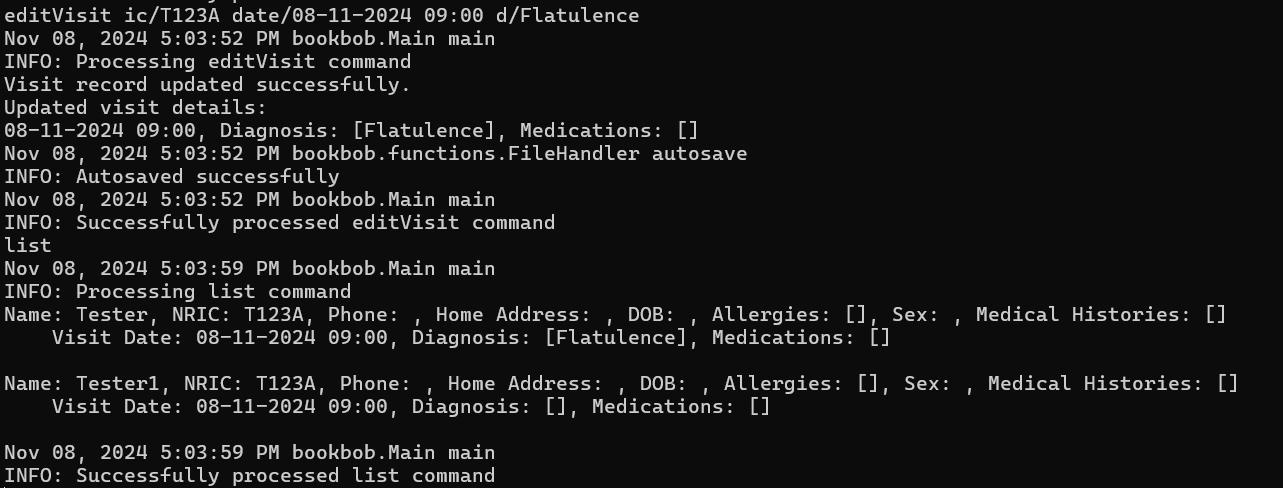 editVisit ic/T123A date/08-11-2024 09:00 d/Flatulence
Nov 08, 2024 5:03:52 PM bookbob.Main main
INFO: Processing editVisit command
Visit record updated successfully.
Updated visit details:
08-11-2024 09:00, Diagnosis: [Flatulence], Medications: []
Nov 08, 2024 5:03:52 PM bookbob.functions.FileHandler autosave
INFO: Autosaved successfully
Nov 08, 2024 5:03:52 PM bookbob.Main main
INFO: Successfully processed editVisit command
list
Nov 08, 2024 5:03:59 PM bookbob.Main main
INFO: Processing list command
Name: Tester, NRIC: T123A, Phone: , Home Address: , DOB: , Allergies: [], Sex: , Medical Histories: []
    Visit Date: 08-11-2024 09:00, Diagnosis: [Flatulence], Medications: []

Name: Tester1, NRIC: T123A, Phone: , Home Address: , DOB: , Allergies: [], Sex: , Medical Histories: []
    Visit Date: 08-11-2024 09:00, Diagnosis: [], Medications: []

Nov 08, 2024 5:03:59 PM bookbob.Main main
INFO: Successfully processed list command